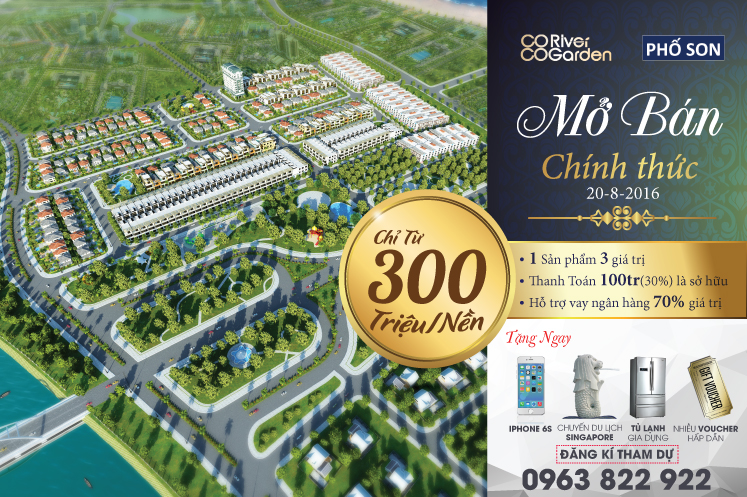 CO River
CO Garden
PHỐ SON
Mở Bán
Chính thức
20-8-2016
Chỉ Từ
300
Triệu/Nền
• 1 Sản phẩm 3 giá trị
• Thanh Toán 100tr(30%) là sở hữu
• Hỗ trợ vay ngân hàng 70% giá trị
Tặng Ngay
GIFT VOUCHER
IPHONE 6S
CHUYẾN DU LỊCH
SINGAPORE
TỦ LẠNH
GIA DỤNG
NHIỀU VOUCHER
HẤP DẪN
ĐĂNG KÍ THAM DỰ
0963 822 922